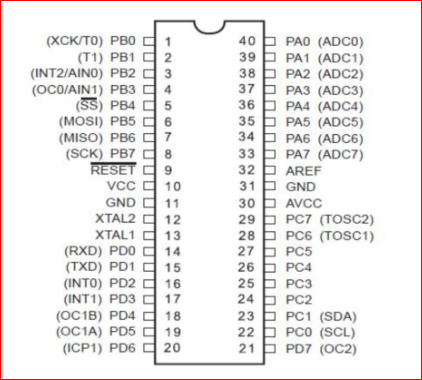 (XCK/T0) PB0 1 40 PA0 (ADC0)
(T1) PB1 2 39 PA1 (ADC1)
(INT2/AIN0) PB2 3 38 PA2 (ADC2)
(OC0/AIN1) PB3 4 37 PA3 (ADC3)
(SS) PB4 5 36 PA4 (ADC4)
(MOSI) PB5 6 35 PA5 (ADC5)
(MISO) PB6 7 34 PA6 (ADC6)
(SCK) PB7 8 33 PA7 (ADC7)
RESET 9 32 AREF
VCC 10 31 GND
GND 11 30 AVCC
XTAL2 12 29 PC7 (TOSC2)
XTAL1 13 28 PC6 (TOSC1)
(RXD) PD0 14 27 PC5
(TXD) PD1 15 26 PC4
(INT0) PD2 16 25 PC3
(INT1) PD3 17 24 PC2
(OC1B) PD4 18 23 PC1 (SDA)
(OC1A) PD5 19 22 PC0 (SCL)
(ICP1) PD6 20 21 PD7 (OC2)